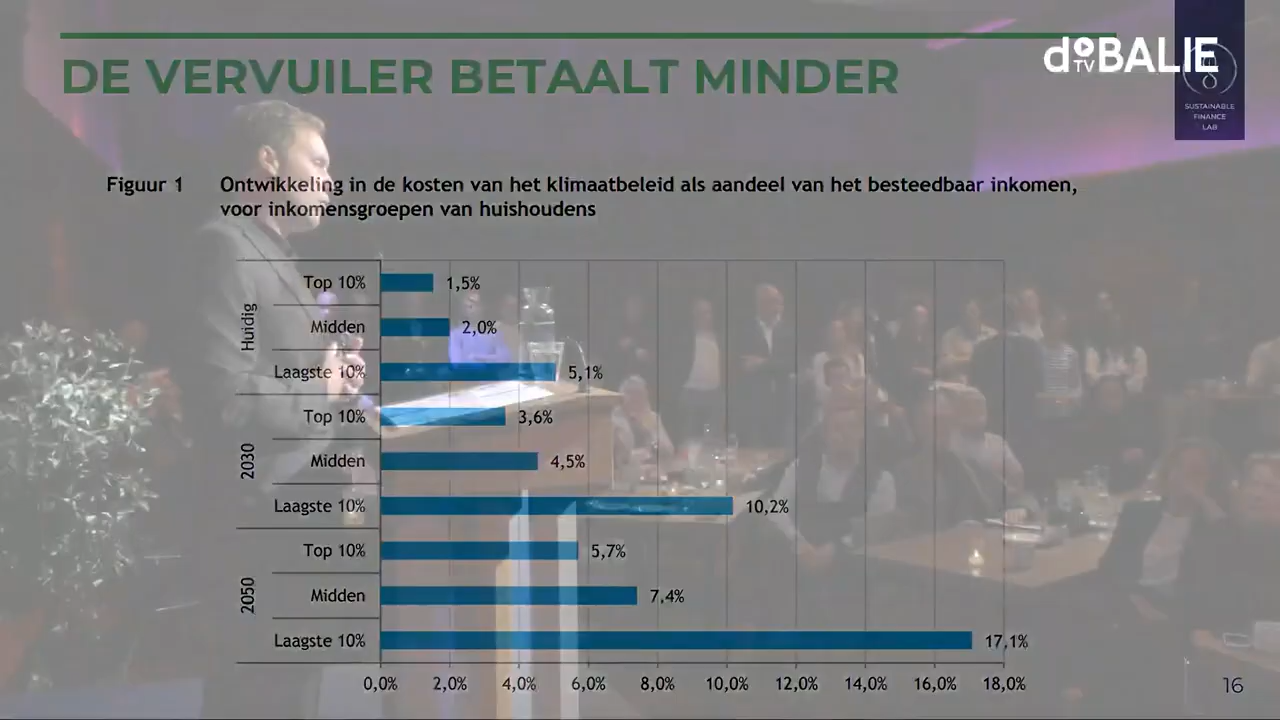 DE VERVUILER BETAALT MINDER
doTVBALIE
SUSTAINABLE
FINANCE
LAB
Figuur 1 Ontwikkeling in de kosten van het klimaatbeleid als aandeel van het besteedbaar inkomen,
voor inkomensgroepen van huishoudens
Huidig
Top 10% 1,5%
Midden 2,0%
Laagste 10% 5,1%
2030
Top 10% 3,6%
Midden 4,5%
Laagste 10% 10,2%
2050
Top 10% 5,7%
Midden 7,4%
Laagste 10% 17,1%
0,0% 2,0% 4,0% 6,0% 8,0% 10,0% 12,0% 14,0% 16,0% 18,0%
16